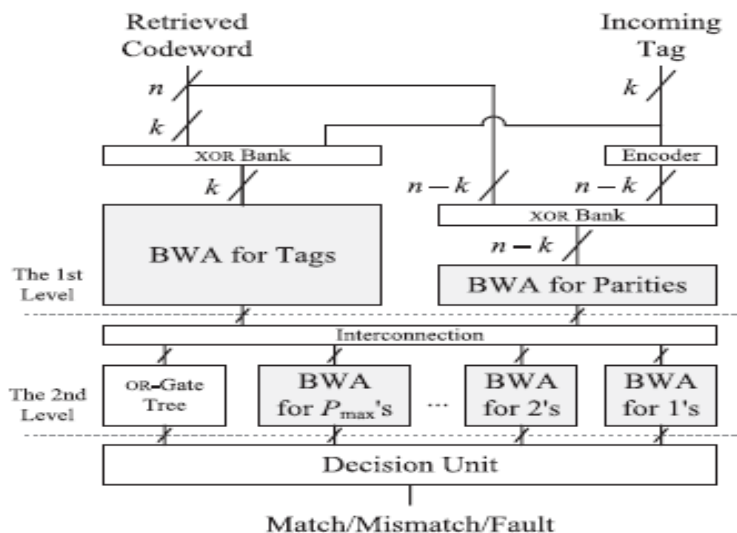 Retrieved Codeword
Incoming Tag
n
k
k
XOR Bank
Encoder
k
n – k
n – k
XOR Bank
BWA for Tags
n – k
The 1st Level
BWA for Parities
Interconnection
The 2nd Level
OR-Gate Tree
BWA for Pmax's
...
BWA for 2's
BWA for 1's
Decision Unit
Match/Mismatch/Fault